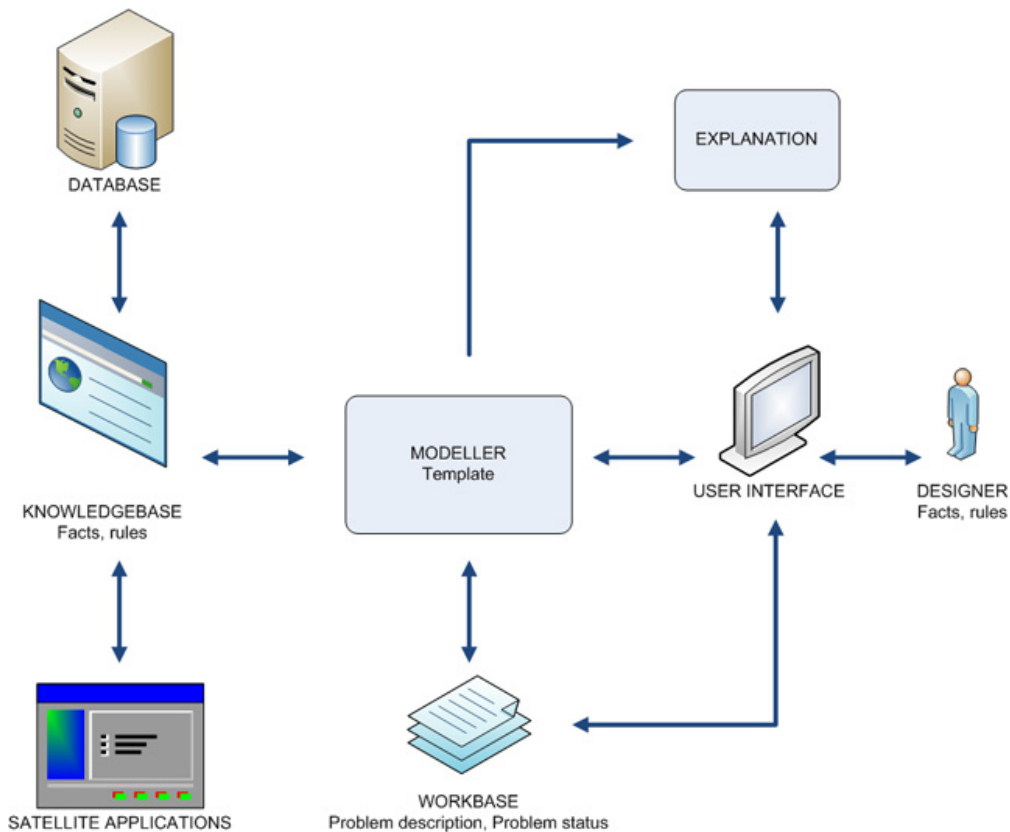 DATABASE
EXPLANATION
MODELLER
Template
USER INTERFACE
DESIGNER
Facts, rules
KNOWLEDGEBASE
Facts, rules
SATELLITE APPLICATIONS
WORKBASE
Problem description, Problem status